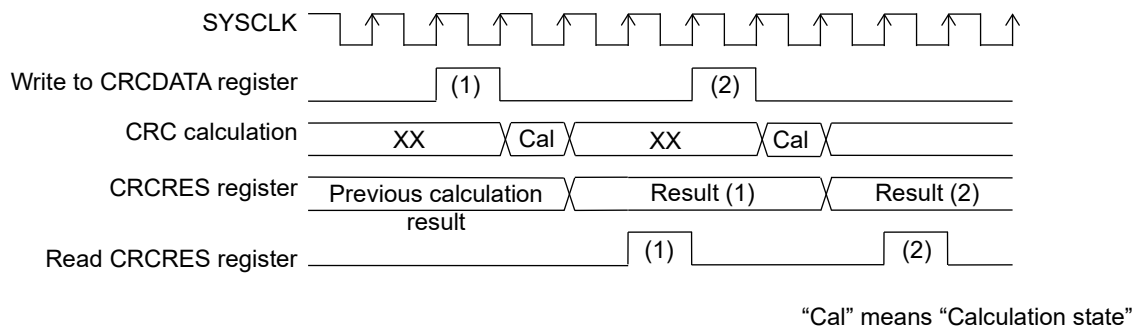 SYSCLK
Write to CRCDATA register
(1)
(2)
CRC calculation
XX
Cal
XX
Cal
CRCRES register
Previous calculation
result
Result (1)
Result (2)
Read CRCRES register
(1)
(2)
“Cal” means “Calculation state”